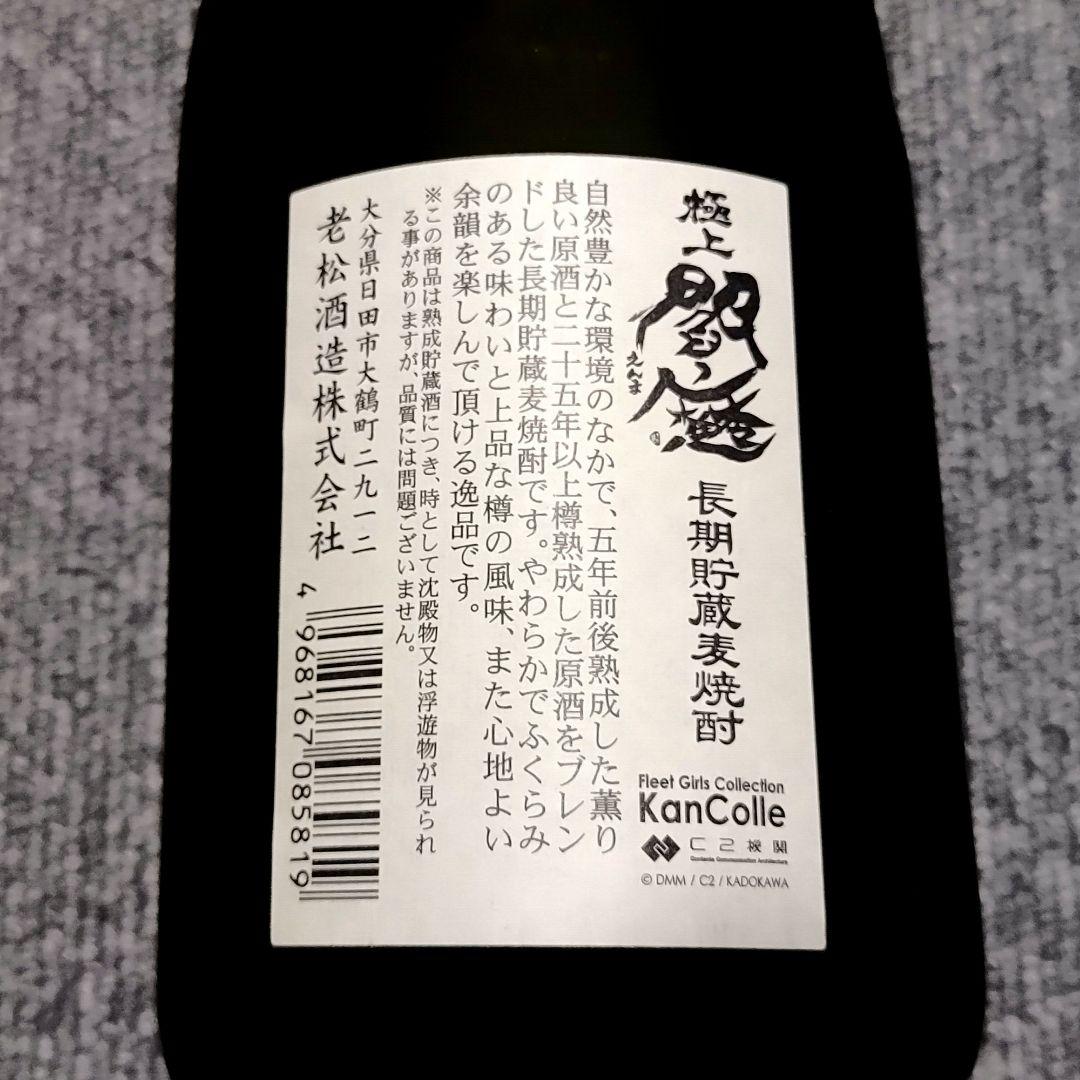 極上
閻魔
えんま
長期貯蔵麦焼酎
Fleet Girls Collection
KanColle
C2機関
© DMM / C2 / KADOKAWA
自然豊かな環境のなかで、五年前後熟成した薫り
良い原酒と二十五年以上樽熟成した原酒をブレン
ドした長期貯蔵麦焼酎です。やわらかでふくらみ
のある味わいと上品な樽の風味、また心地よい
余韻を楽しんで頂ける逸品です。
※この商品は熟成貯蔵酒につき、時として沈殿物又は浮遊物が見られ
る事がありますが、品質には問題ございません。
大分県日田市大鶴町二九一二
老松酒造株式会社
4 968167 085819